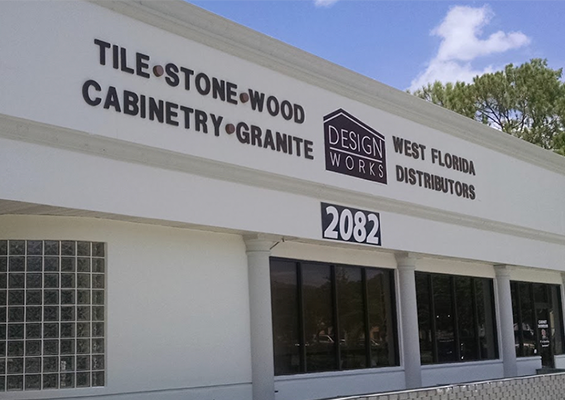 TILE•STONE•WOOD
CABINETRY•GRANITE
DESIGN
WORKS
WEST FLORIDA
DISTRIBUTORS
2082